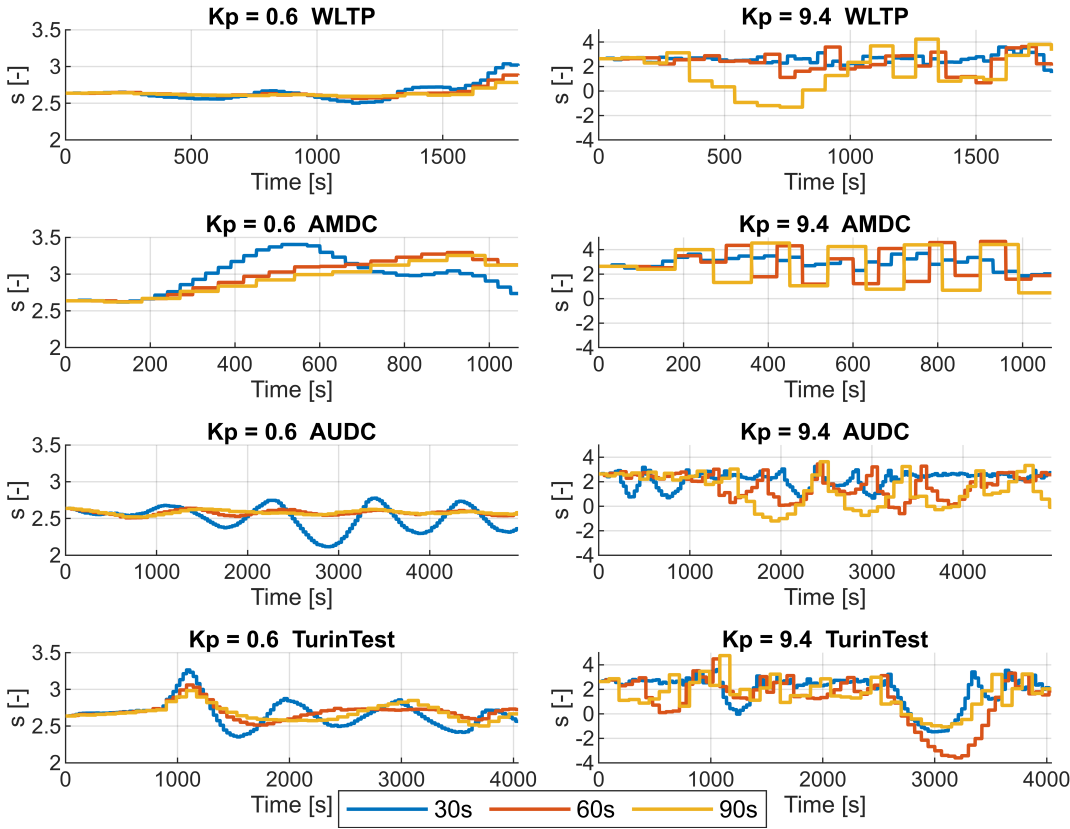 Kp = 0.6 WLTP
3.5
3
2.5
2
s [-]
0 500 1000 1500
Time [s]
Kp = 9.4 WLTP
4
2
0
-2
-4
s [-]
0 500 1000 1500
Time [s]
Kp = 0.6 AMDC
3.5
3
2.5
2
s [-]
0 200 400 600 800 1000
Time [s]
Kp = 9.4 AMDC
4
2
0
-2
-4
s [-]
0 200 400 600 800 1000
Time [s]
Kp = 0.6 AUDC
3.5
3
2.5
2
s [-]
0 1000 2000 3000 4000
Time [s]
Kp = 9.4 AUDC
4
2
0
-2
-4
s [-]
0 1000 2000 3000 4000
Time [s]
Kp = 0.6 TurinTest
3.5
3
2.5
2
s [-]
0 1000 2000 3000 4000
Time [s]
Kp = 9.4 TurinTest
4
2
0
-2
-4
s [-]
0 1000 2000 3000 4000
Time [s]
30s 60s 90s